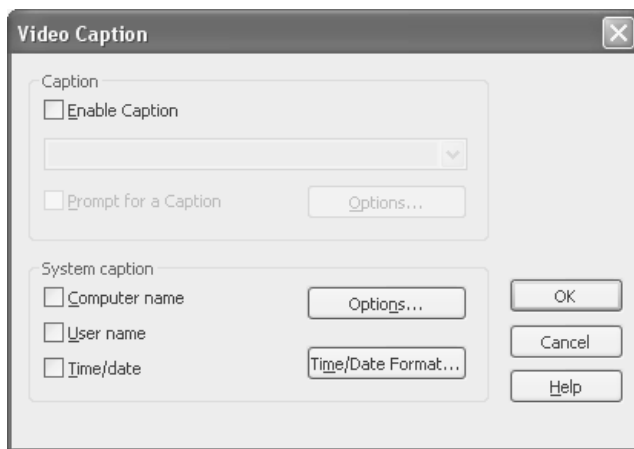 Video Caption
Caption
Enable Caption
Prompt for a Caption
Options...
System caption
Computer name
Options...
User name
Time/date
Time/Date Format...
OK
Cancel
Help